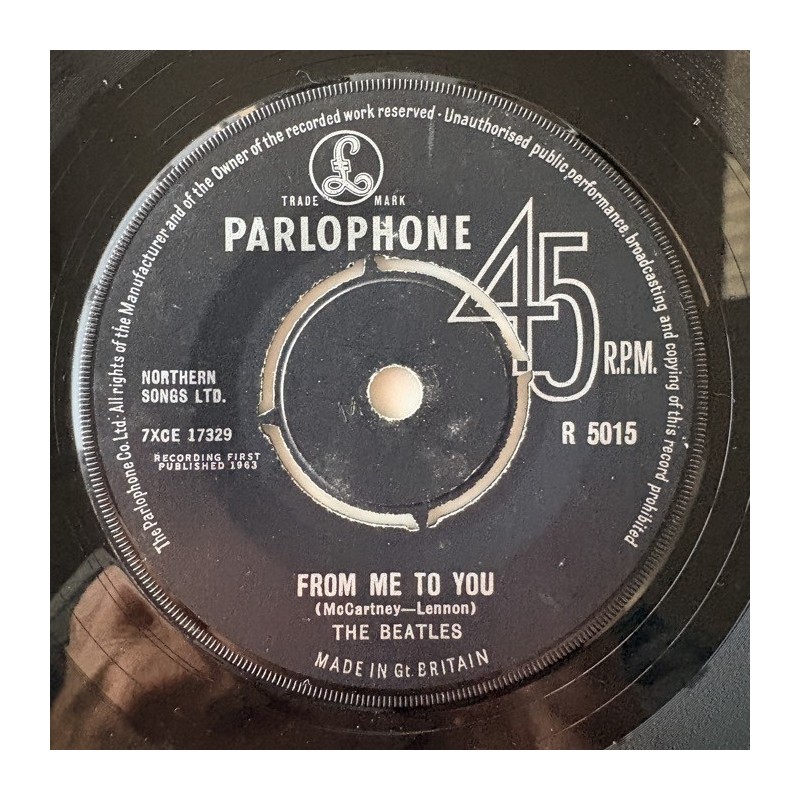 The Parlophone Co. Ltd. All rights of the Manufacturer and of the Owner of the recorded work reserved · Unauthorised public performance, broadcasting and copying of this record prohibited
£
TRADE MARK
PARLOPHONE
45 R.P.M.
NORTHERN
SONGS LTD.
7XCE 17329
R 5015
RECORDING FIRST
PUBLISHED 1963
FROM ME TO YOU
(McCartney—Lennon)
THE BEATLES
MADE IN Gt. BRITAIN